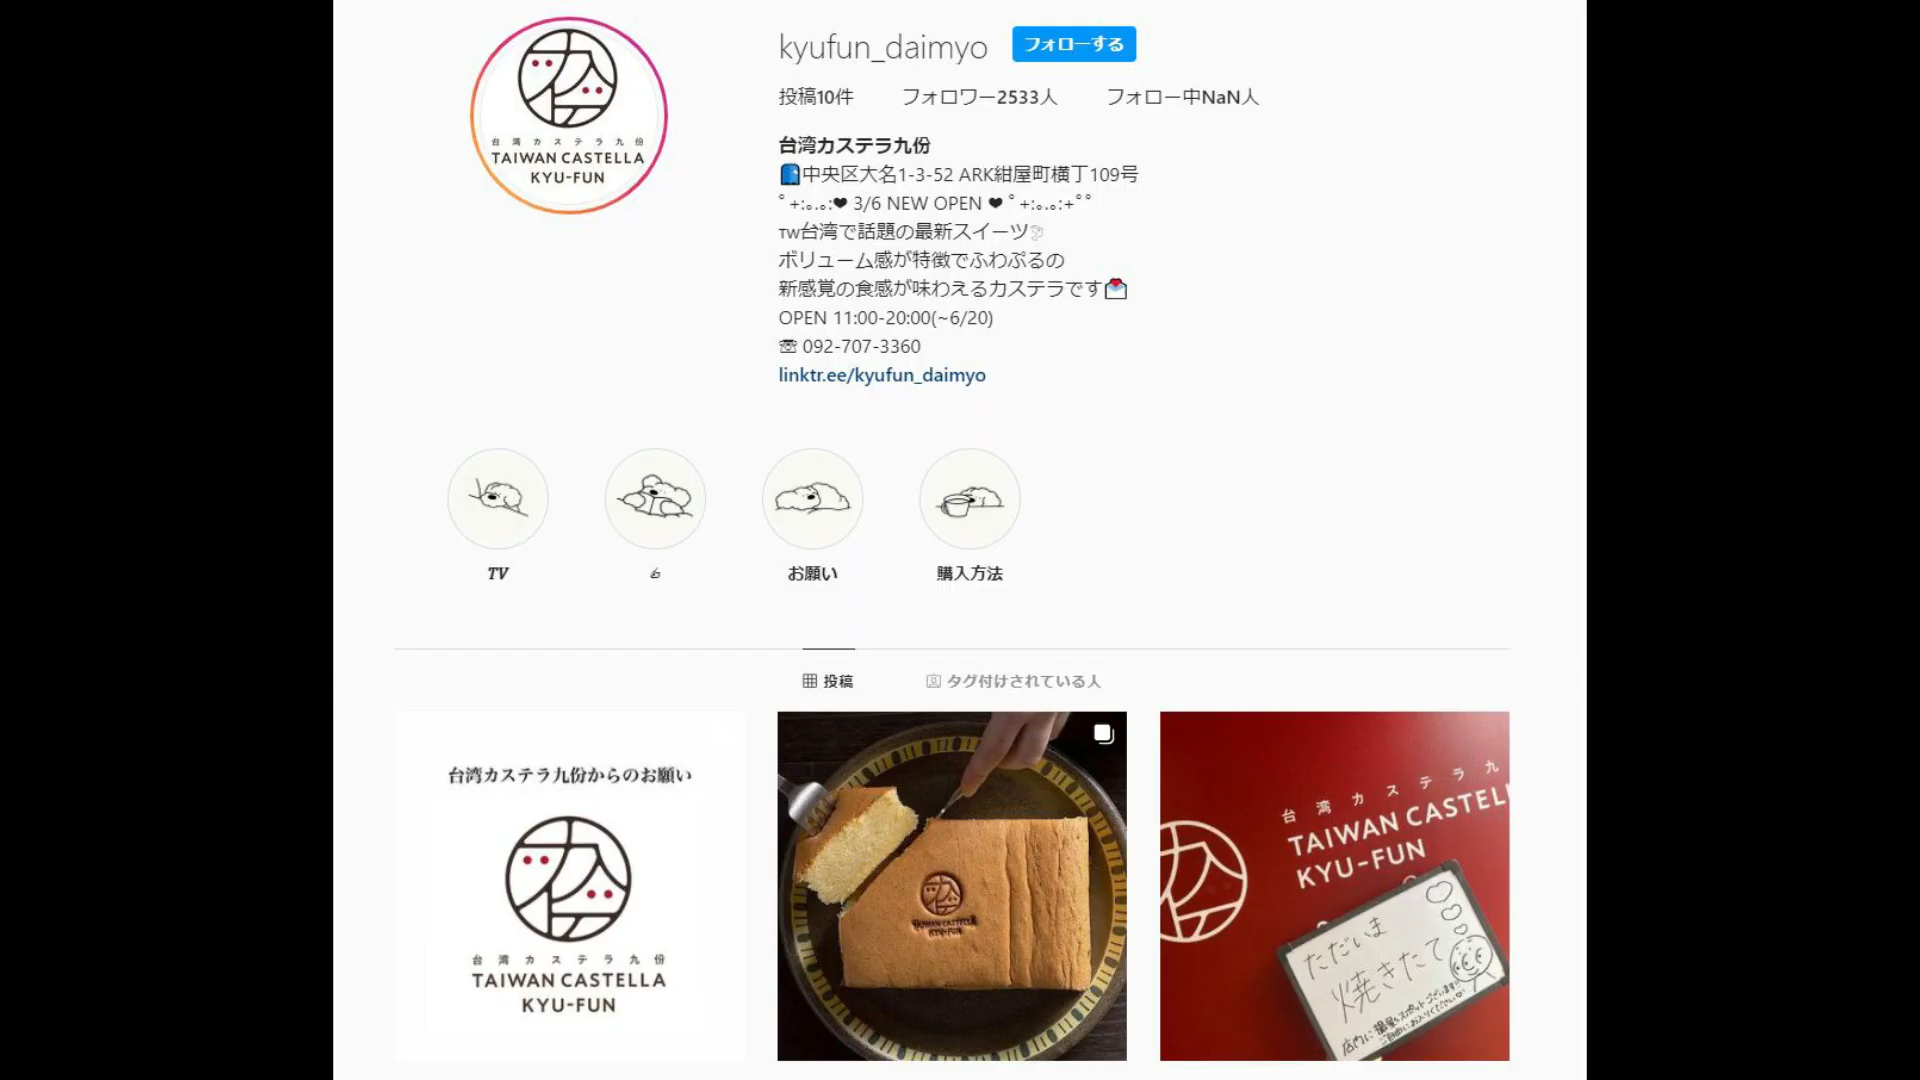 台湾カステラ九份
TAIWAN CASTELLA
KYU-FUN
kyufun_daimyo
フォローする
投稿10件 フォロワー2533人 フォロー中NaN人
台湾カステラ九份
📘中央区大名1-3-52 ARK紺屋町横丁109号
ﾟ+:｡.｡:❤ 3/6 NEW OPEN ❤ﾟ+:｡.｡:+ﾟﾟ
TW台湾で話題の最新スイーツ
ボリューム感が特徴でふわぷるの
新感覚の食感が味わえるカステラです💌
OPEN 11:00-20:00(~6/20)
☏ 092-707-3360
linktr.ee/kyufun_daimyo
TV
お願い
購入方法
投稿
タグ付けされている人
台湾カステラ九份からのお願い
台湾カステラ九份
TAIWAN CASTELLA
KYU-FUN
TAIWAN CASTELLA
KYU-FUN
台湾カステラ九
TAIWAN CASTELL
KYU-FUN
ただいま
焼きたて